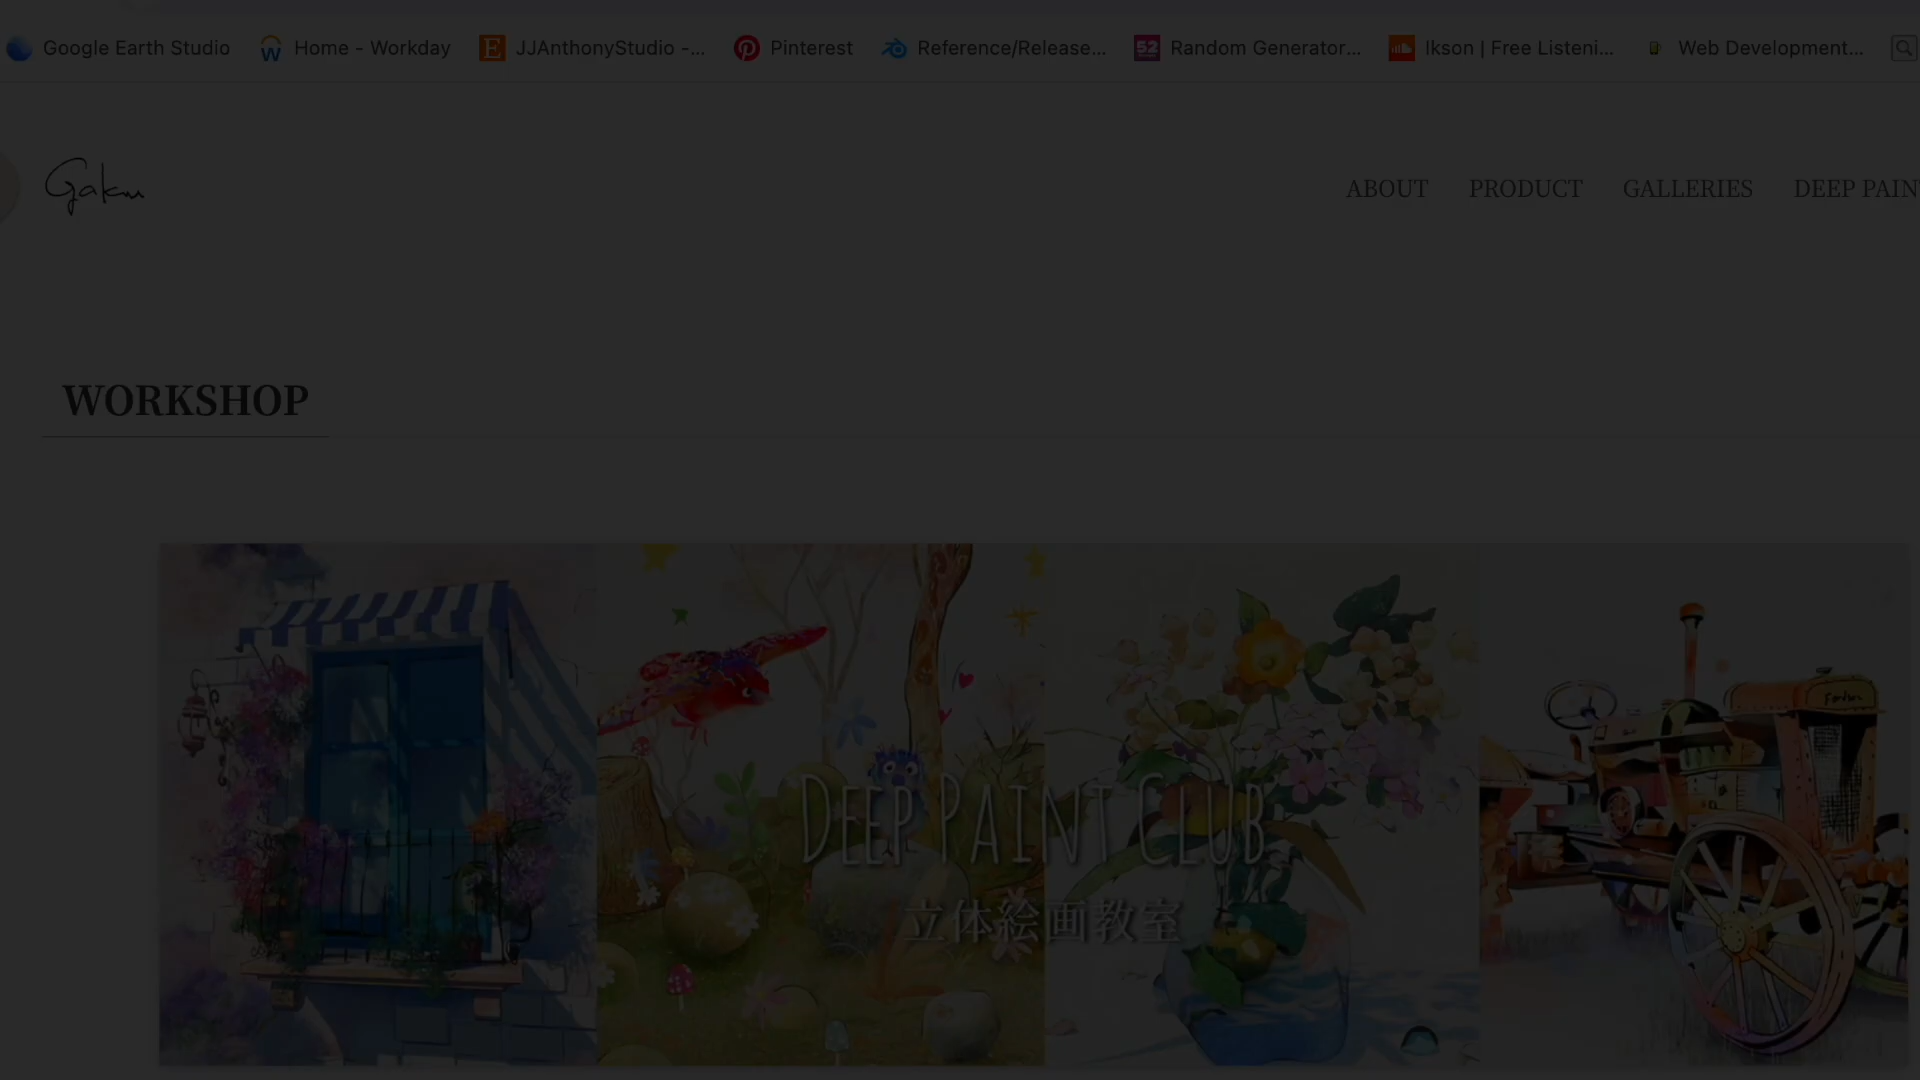 Google Earth Studio Home - Workday JJAnthonyStudio -... Pinterest Reference/Release... Random Generator... Ikson | Free Listeni... Web Development...
Gaku
ABOUT PRODUCT GALLERIES DEEP PAIN
WORKSHOP
DEEP PAINT CLUB
立体絵画教室
Fordson